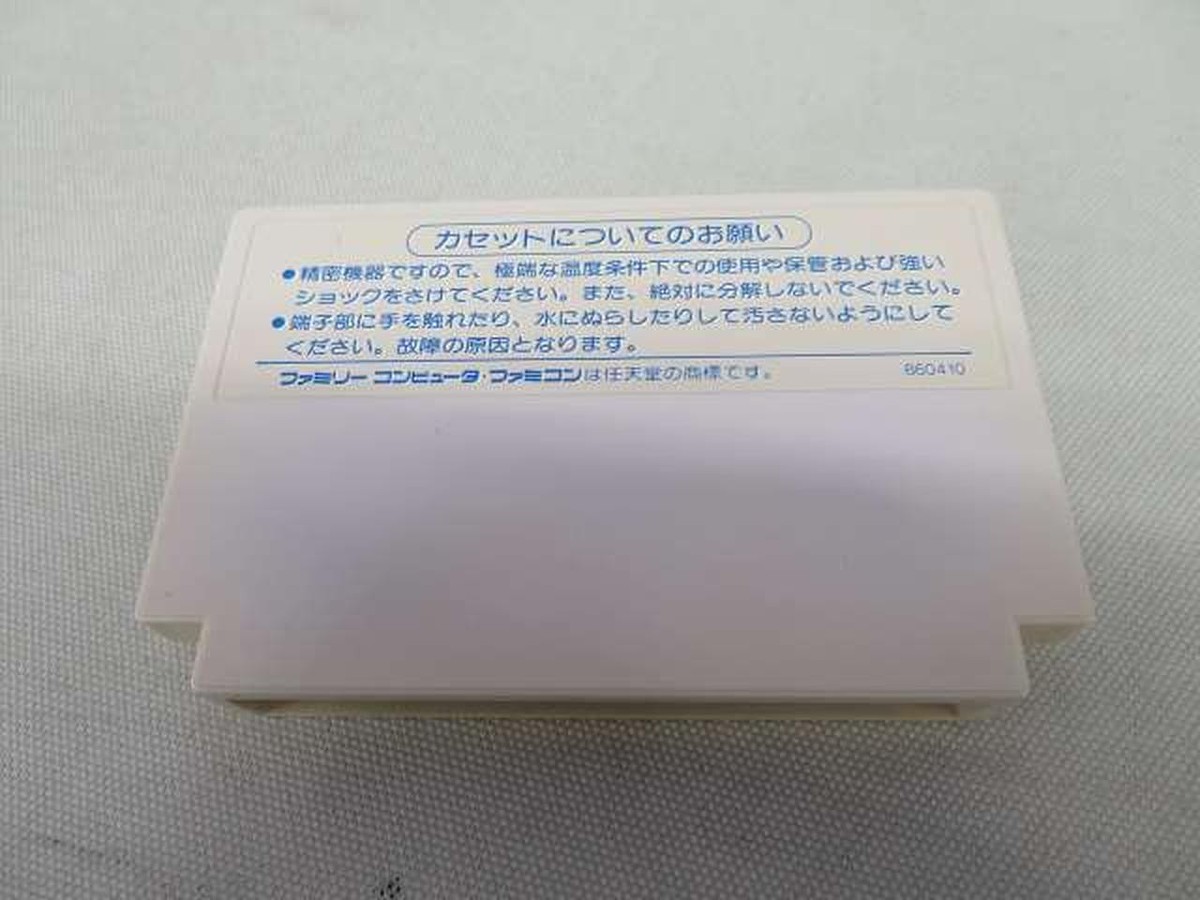 カセットについてのお願い
●精密機器ですので、極端な温度条件下での使用や保管および強い
ショックをさけてください。また、絶対に分解しないでください。
●端子部に手を触れたり、水にぬらしたりして汚さないようにして
ください。故障の原因となります。
ファミリー コンピュータ・ファミコンは任天堂の商標です。 860410